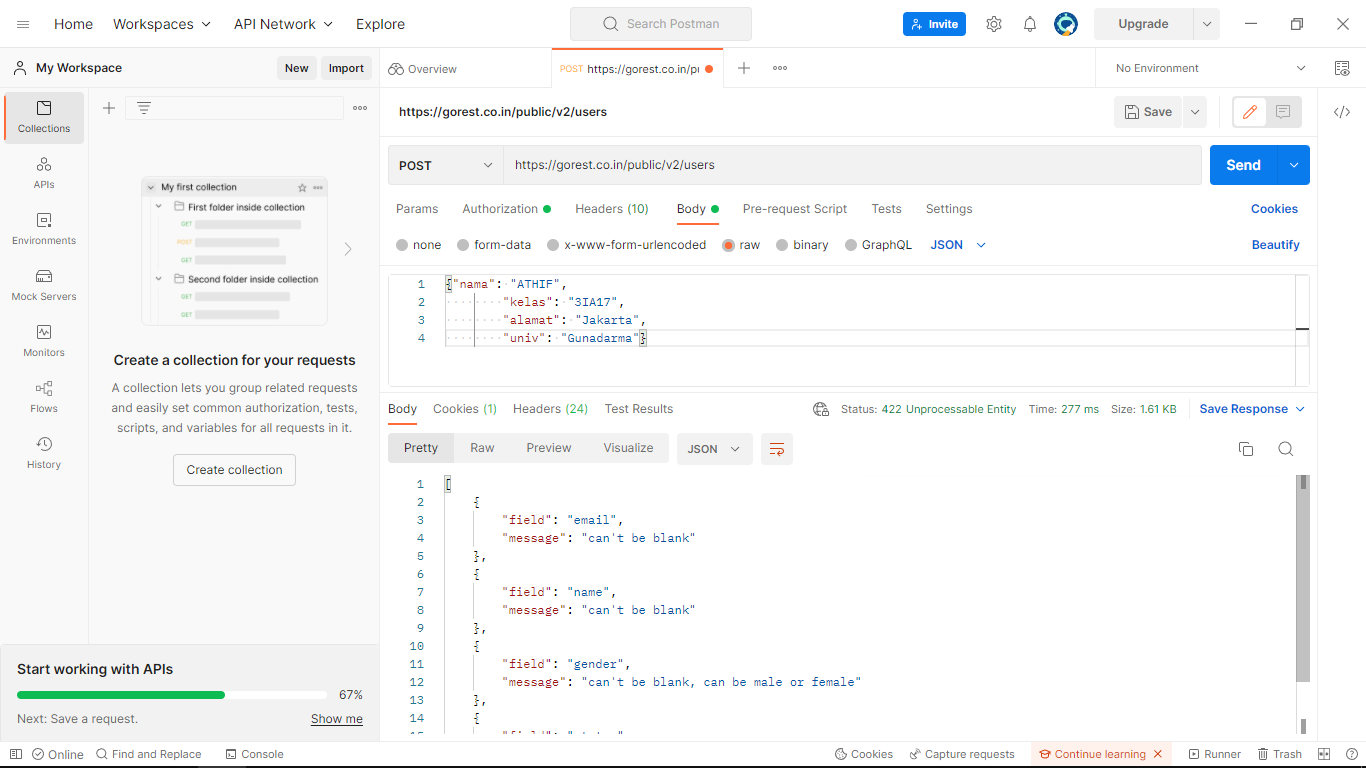 Home Workspaces API Network Explore Search Postman Invite Upgrade
My Workspace New Import Overview POST https://gorest.co.in/pu No Environment
Collections
APIs
Environments
Mock Servers
Monitors
Flows
History
My first collection
First folder inside collection
GET
POST
GET
Second folder inside collection
GET
GET
Create a collection for your requests
A collection lets you group related requests
and easily set common authorization, tests,
scripts, and variables for all requests in it.
Create collection
Start working with APIs
67%
Next: Save a request. Show me
https://gorest.co.in/public/v2/users Save
POST https://gorest.co.in/public/v2/users Send
Params Authorization Headers (10) Body Pre-request Script Tests Settings Cookies
none form-data x-www-form-urlencoded raw binary GraphQL JSON Beautify
1 {"nama": "ATHIF",
2 "kelas": "3IA17",
3 "alamat": "Jakarta",
4 "univ": "Gunadarma"}
Body Cookies (1) Headers (24) Test Results Status: 422 Unprocessable Entity Time: 277 ms Size: 1.61 KB Save Response
Pretty Raw Preview Visualize JSON
1 [
2 {
3 "field": "email",
4 "message": "can't be blank"
5 },
6 {
7 "field": "name",
8 "message": "can't be blank"
9 },
10 {
11 "field": "gender",
12 "message": "can't be blank, can be male or female"
13 },
14 {
Online Find and Replace Console Cookies Capture requests Continue learning Runner Trash